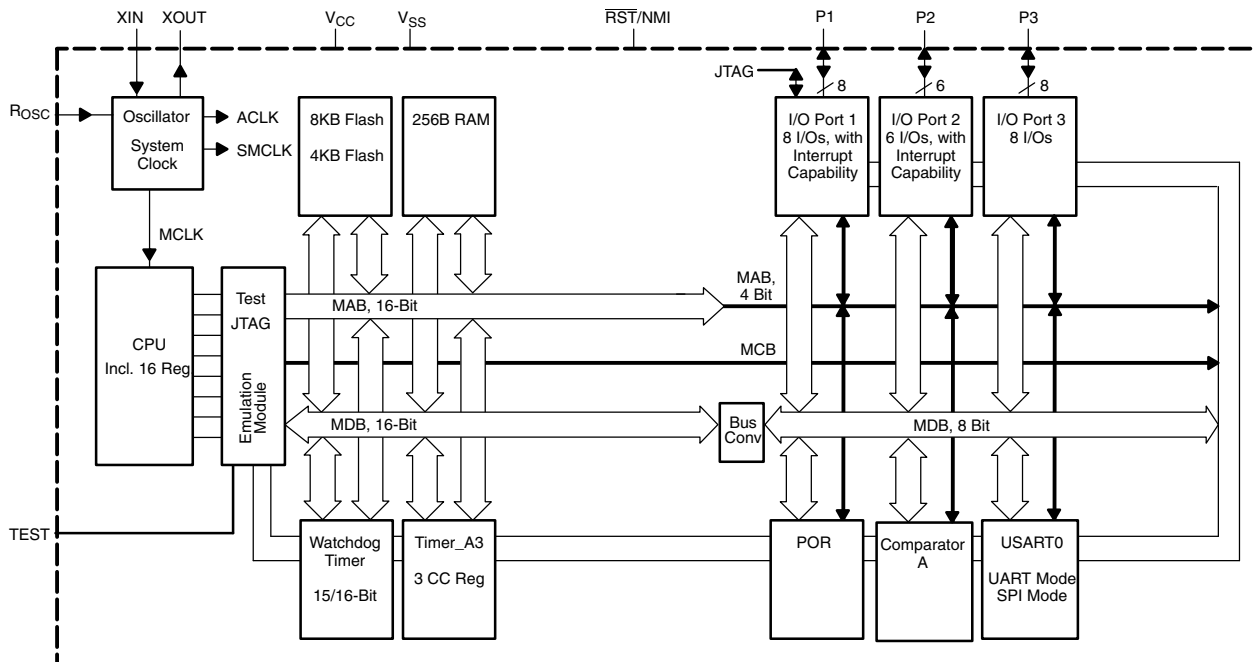 XIN
XOUT
VCC
VSS
RST/NMI
P1
P2
P3
JTAG
8
6
8
ROSC
Oscillator
System
Clock
ACLK
SMCLK
8KB Flash
4KB Flash
256B RAM
I/O Port 1
8 I/Os, with
Interrupt
Capability
I/O Port 2
6 I/Os, with
Interrupt
Capability
I/O Port 3
8 I/Os
MCLK
CPU
Incl. 16 Reg
Test
JTAG
Emulation
Module
MAB, 16-Bit
MAB,
4 Bit
MCB
MDB, 16-Bit
Bus
Conv
MDB, 8 Bit
TEST
Watchdog
Timer
15/16-Bit
Timer_A3
3 CC Reg
POR
Comparator
A
USART0
UART Mode
SPI Mode